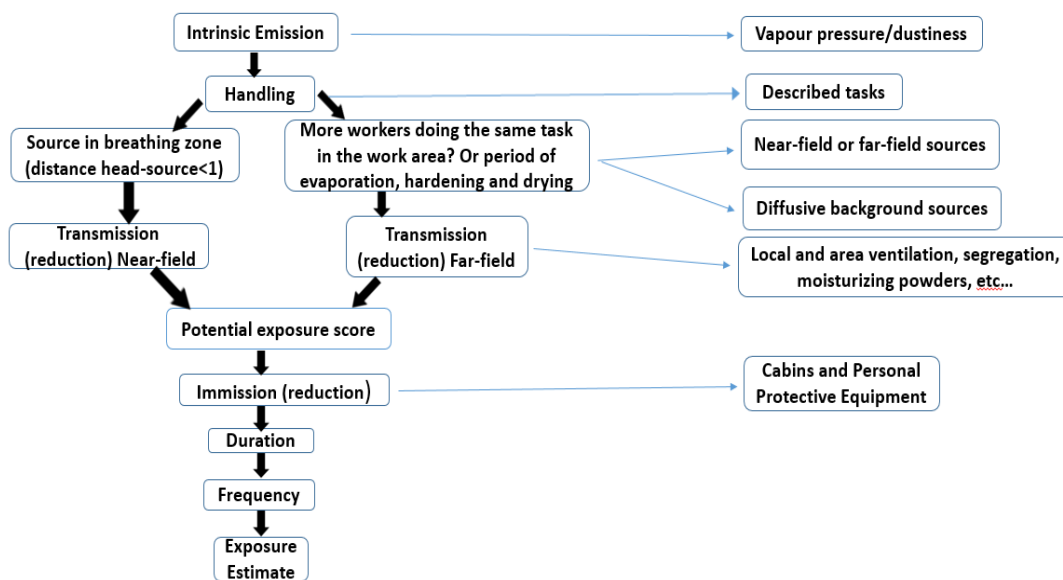 Intrinsic Emission
Vapour pressure/dustiness
Handling
Described tasks
Source in breathing zone
(distance head-source<1)
More workers doing the same task
in the work area? Or period of
evaporation, hardening and drying
Near-field or far-field sources
Diffusive background sources
Transmission
(reduction) Near-field
Transmission
(reduction) Far-field
Local and area ventilation, segregation,
moisturizing powders, etc...
Potential exposure score
Immission (reduction)
Cabins and Personal
Protective Equipment
Duration
Frequency
Exposure
Estimate